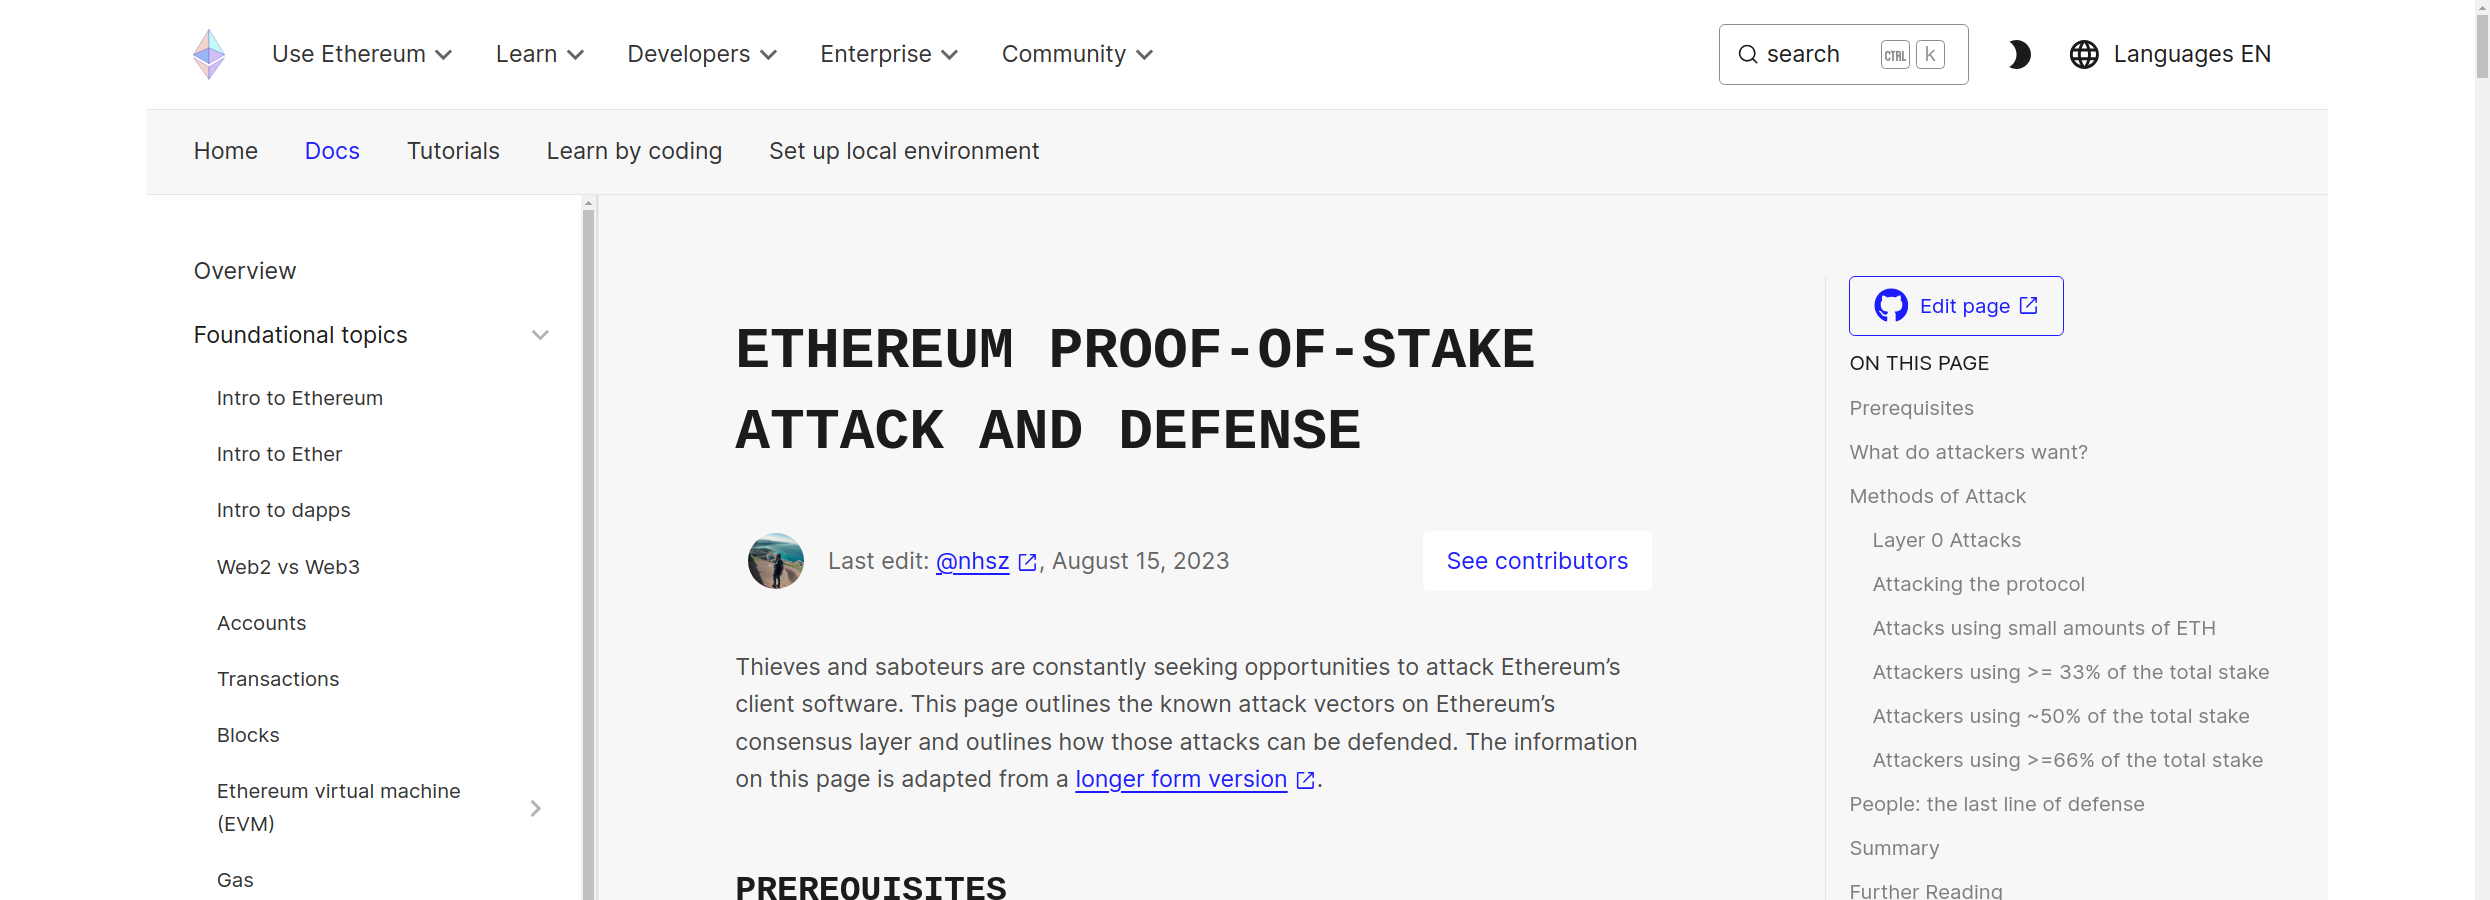 Use Ethereum Learn Developers Enterprise Community search CTRL k Languages EN
Home Docs Tutorials Learn by coding Set up local environment
Overview
Foundational topics
Intro to Ethereum
Intro to Ether
Intro to dapps
Web2 vs Web3
Accounts
Transactions
Blocks
Ethereum virtual machine
(EVM)
Gas
ETHEREUM PROOF-OF-STAKE
ATTACK AND DEFENSE
Last edit: @nhsz, August 15, 2023
See contributors
Thieves and saboteurs are constantly seeking opportunities to attack Ethereum’s
client software. This page outlines the known attack vectors on Ethereum’s
consensus layer and outlines how those attacks can be defended. The information
on this page is adapted from a longer form version.
PREREQUISITES
Edit page
ON THIS PAGE
Prerequisites
What do attackers want?
Methods of Attack
Layer 0 Attacks
Attacking the protocol
Attacks using small amounts of ETH
Attackers using >= 33% of the total stake
Attackers using ~50% of the total stake
Attackers using >=66% of the total stake
People: the last line of defense
Summary
Further Reading